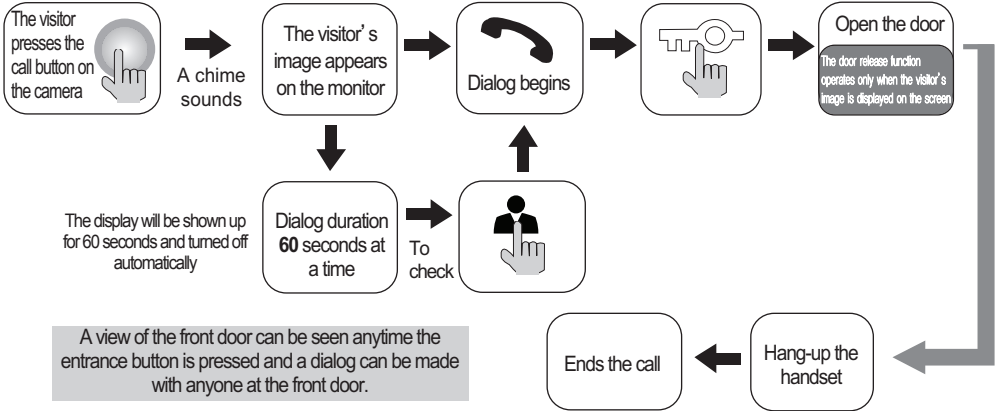 The visitor
presses the
call button on
the camera
A chime
sounds
The visitor's
image appears
on the monitor
Dialog begins
Open the door
The door release function
operates only when the visitor's
image is displayed on the screen
The display will be shown up
for 60 seconds and turned off
automatically
Dialog duration
60 seconds at
a time
To
check
A view of the front door can be seen anytime the
entrance button is pressed and a dialog can be made
with anyone at the front door.
Ends the call
Hang-up the
handset